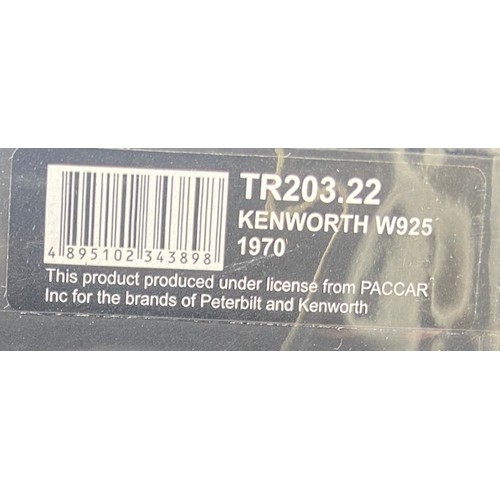 TR203.22
KENWORTH W925
1970
4 895102 343898
This product produced under license from PACCAR
Inc for the brands of Peterbilt and Kenworth